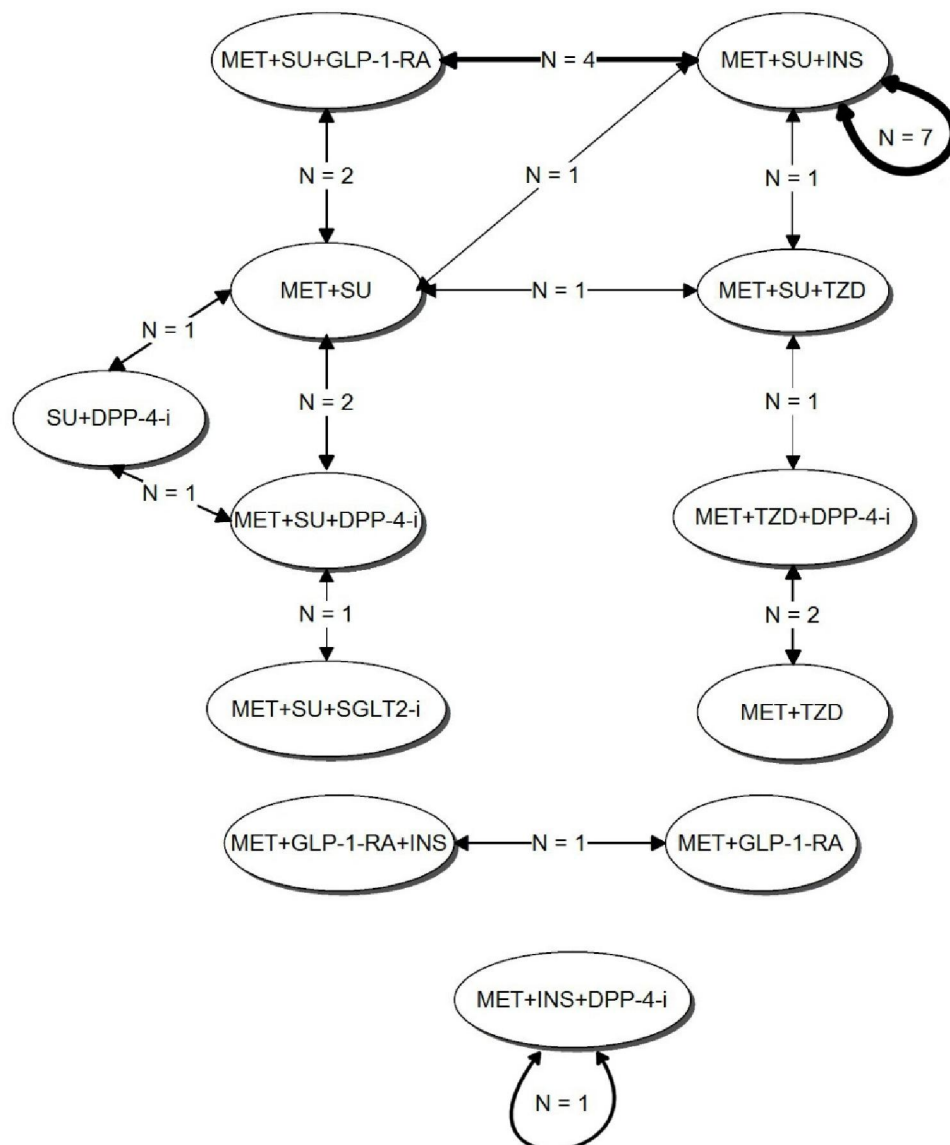 MET+SU+GLP-1-RA
N = 4
MET+SU+INS
N = 7
N = 2
N = 1
N = 1
MET+SU
N = 1
MET+SU+TZD
N = 1
SU+DPP-4-i
N = 2
N = 1
N = 1
MET+SU+DPP-4-i
MET+TZD+DPP-4-i
N = 1
N = 2
MET+SU+SGLT2-i
MET+TZD
MET+GLP-1-RA+INS
N = 1
MET+GLP-1-RA
MET+INS+DPP-4-i
N = 1